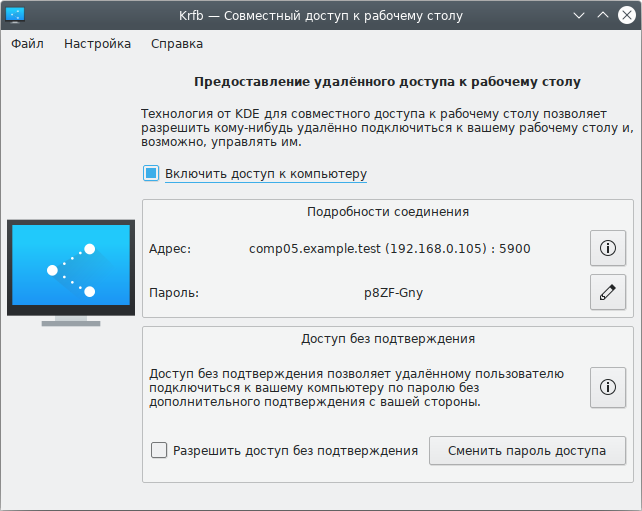 Krfb — Совместный доступ к рабочему столу
Файл Настройка Справка
Предоставление удалённого доступа к рабочему столу
Технология от KDE для совместного доступа к рабочему столу позволяет
разрешить кому-нибудь удалённо подключиться к вашему рабочему столу и,
возможно, управлять им.
Включить доступ к компьютеру
Подробности соединения
Адрес: comp05.example.test (192.168.0.105) : 5900
Пароль: p8ZF-Gny
Доступ без подтверждения
Доступ без подтверждения позволяет удалённому пользователю
подключиться к вашему компьютеру по паролю без
дополнительного подтверждения с вашей стороны.
Разрешить доступ без подтверждения Сменить пароль доступа